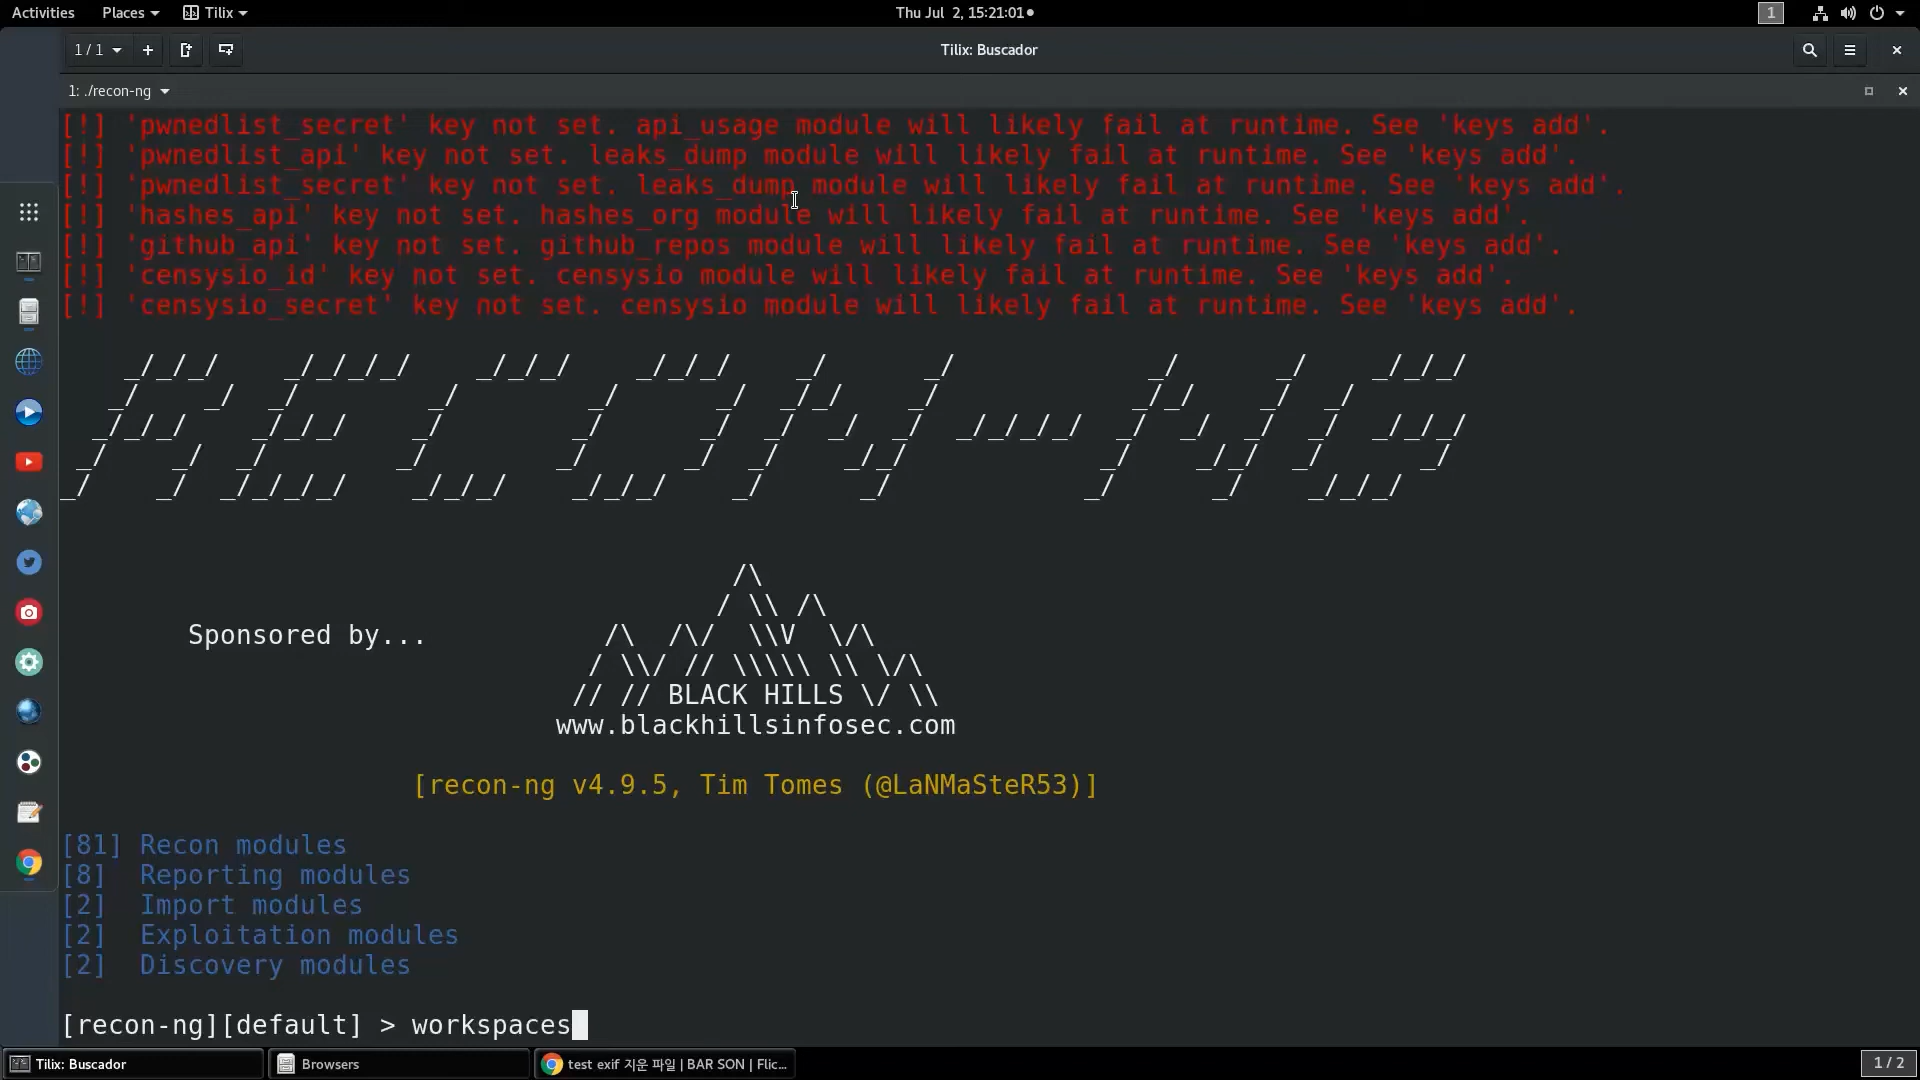 Activities Places Tilix Thu Jul 2, 15:21:01 1
1 / 1 Tilix: Buscador
1: ./recon-ng
[!] 'pwnedlist_secret' key not set. api_usage module will likely fail at runtime. See 'keys add'.
[!] 'pwnedlist_api' key not set. leaks_dump module will likely fail at runtime. See 'keys add'.
[!] 'pwnedlist_secret' key not set. leaks_dump module will likely fail at runtime. See 'keys add'.
[!] 'hashes_api' key not set. hashes_org module will likely fail at runtime. See 'keys add'.
[!] 'github_api' key not set. github_repos module will likely fail at runtime. See 'keys add'.
[!] 'censysio_id' key not set. censysio module will likely fail at runtime. See 'keys add'.
[!] 'censysio_secret' key not set. censysio module will likely fail at runtime. See 'keys add'.
RECON-NG
Sponsored by...
BLACK HILLS
www.blackhillsinfosec.com
[recon-ng v4.9.5, Tim Tomes (@LaNMaSteR53)]
[81] Recon modules
[8] Reporting modules
[2] Import modules
[2] Exploitation modules
[2] Discovery modules
[recon-ng][default] > workspaces
Tilix: Buscador Browsers test exif 지운 파일 | BAR SON | Flic... 1 / 2